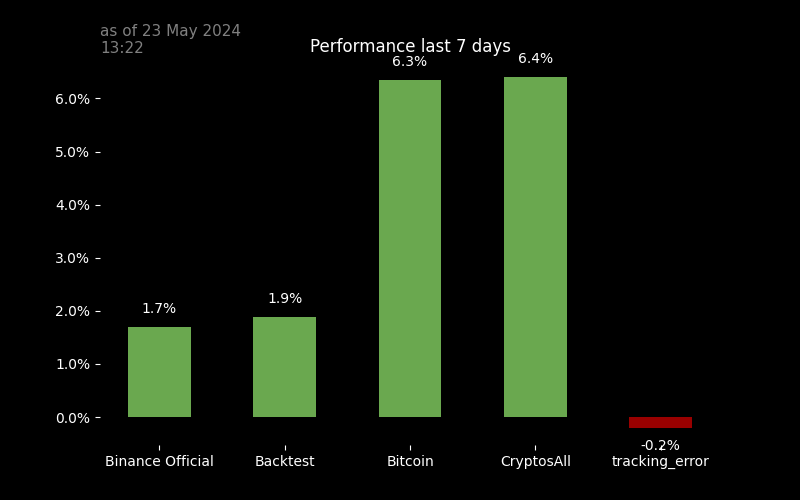 as of 23 May 2024
13:22
Performance last 7 days
6.3%
6.4%
6.0%
5.0%
4.0%
3.0%
2.0%
1.0%
0.0%
1.7%
1.9%
-0.2%
Binance Official
Backtest
Bitcoin
CryptosAll
tracking_error